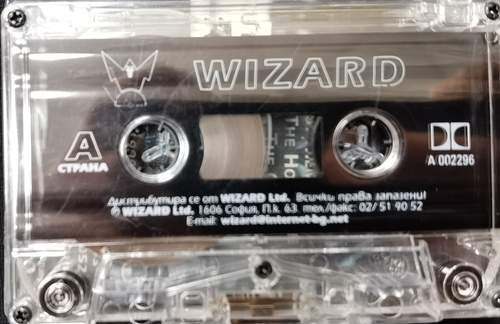 WIZARD
THE HO
THE
A
СТРАНА
A 002296
Дистрибутира се от WIZARD Ltd. Всички права запазени!
© WIZARD Ltd. 1606 София, П.к. 63 тел./факс: 02/ 51 90 52
E-mail: wizard@internet-bg.net